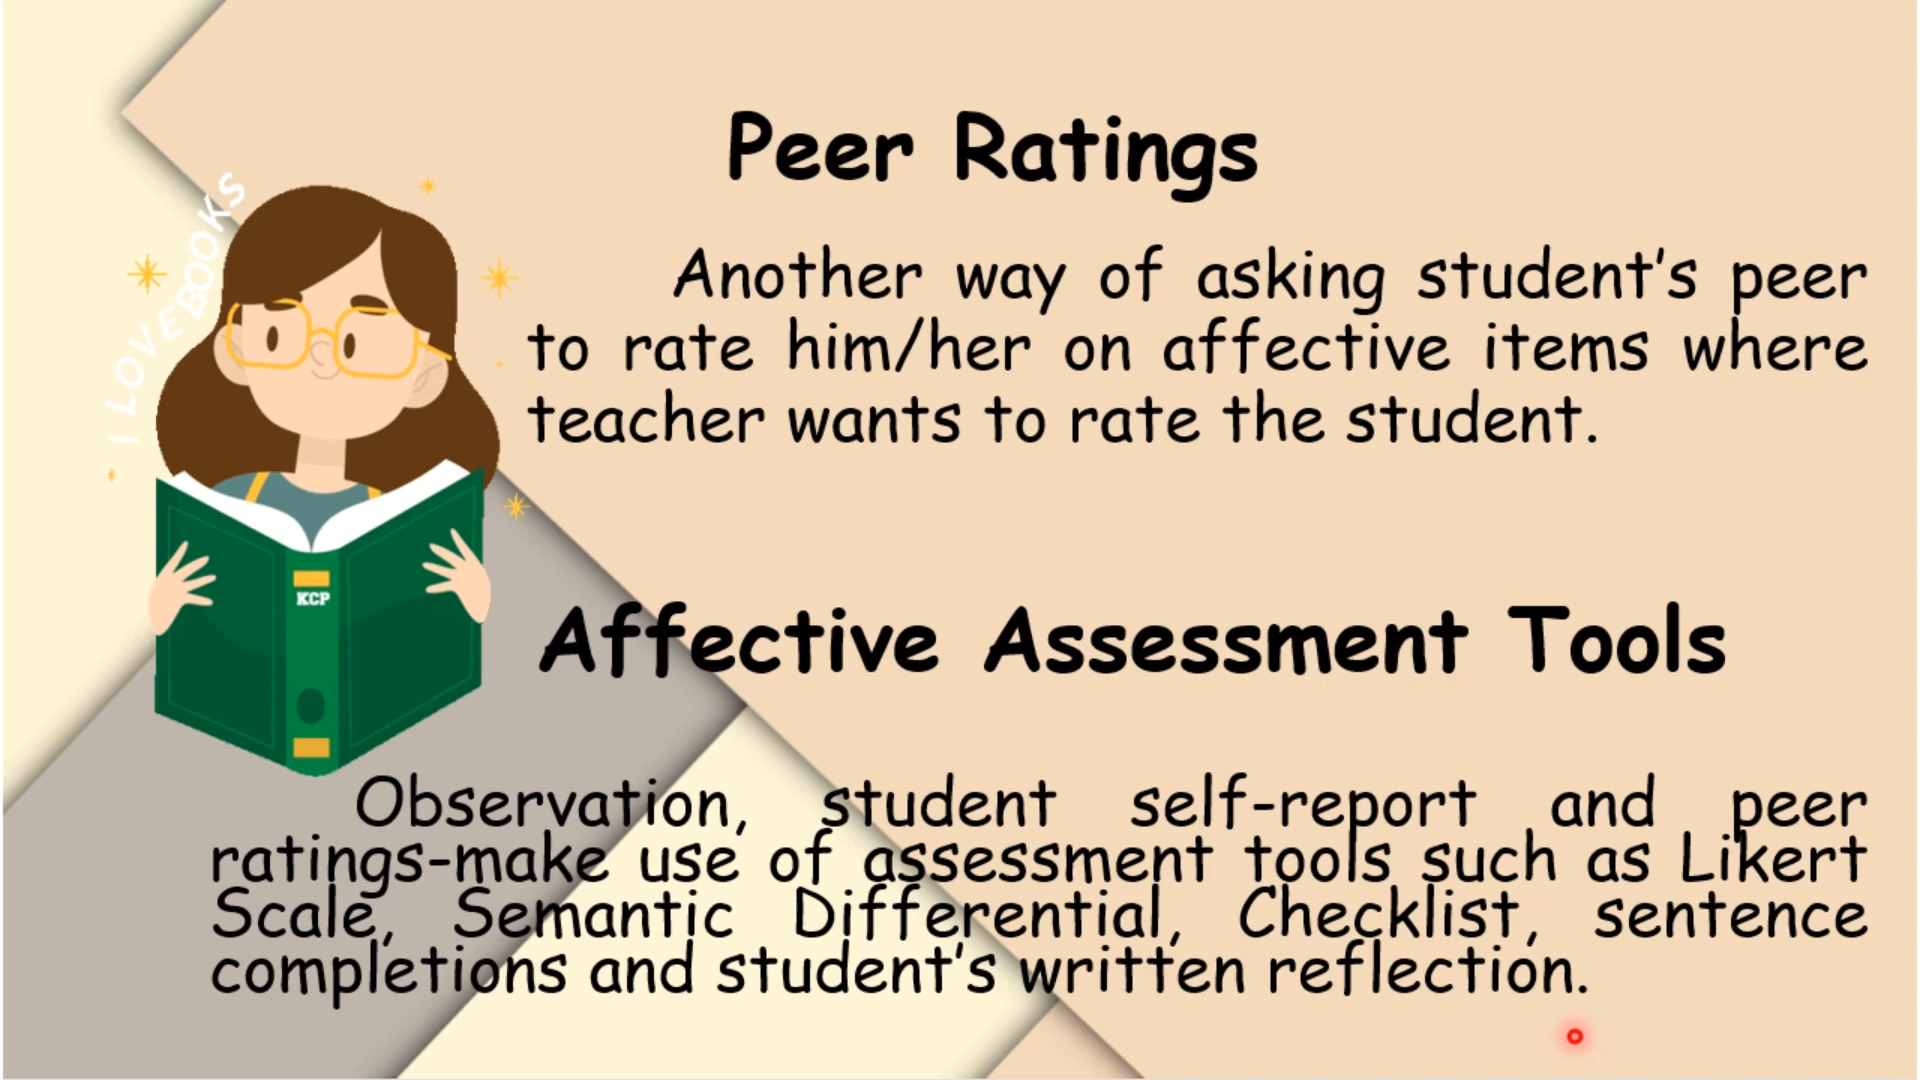 Peer Ratings
Another way of asking student's peer
to rate him/her on affective items where
teacher wants to rate the student.
I LOVE BOOKS
KCP
Affective Assessment Tools
Observation, student self-report and peer
ratings-make use of assessment tools such as Likert
Scale, Semantic Differential, Checklist, sentence
completions and student's written reflection.